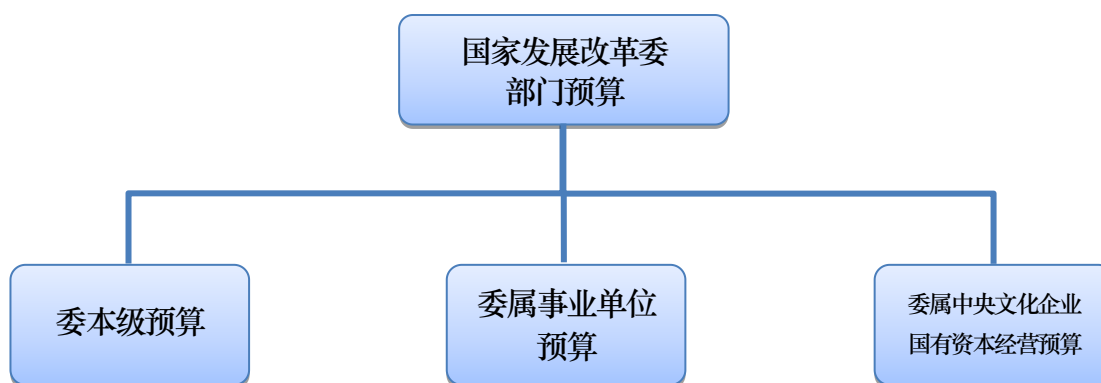 国家发展改革委
部门预算
委本级预算
委属事业单位
预算
委属中央文化企业
国有资本经营预算